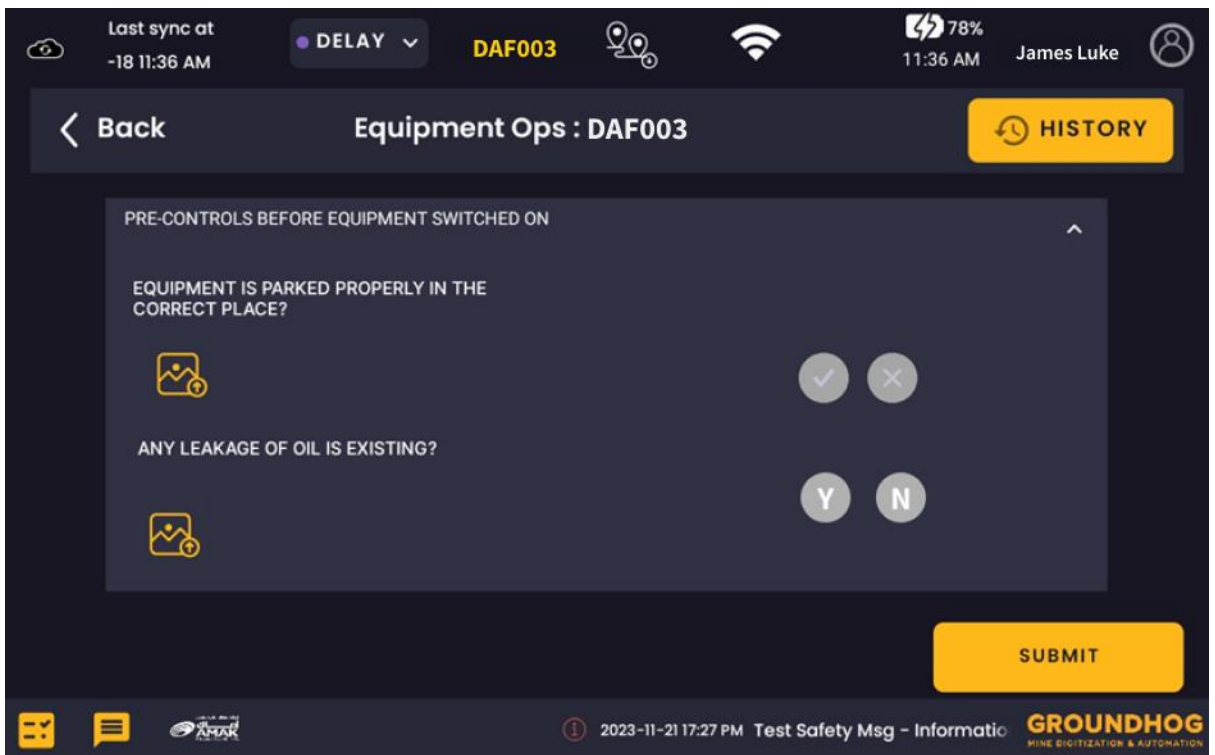 Last sync at
-18 11:36 AM
DELAY
DAF003
78%
11:36 AM
James Luke
Back
Equipment Ops : DAF003
HISTORY
PRE-CONTROLS BEFORE EQUIPMENT SWITCHED ON
EQUIPMENT IS PARKED PROPERLY IN THE
CORRECT PLACE?
ANY LEAKAGE OF OIL IS EXISTING?
Y N
SUBMIT
AMAK
2023-11-21 17:27 PM Test Safety Msg - Informatio
GROUNDHOG
MINE DIGITIZATION & AUTOMATION